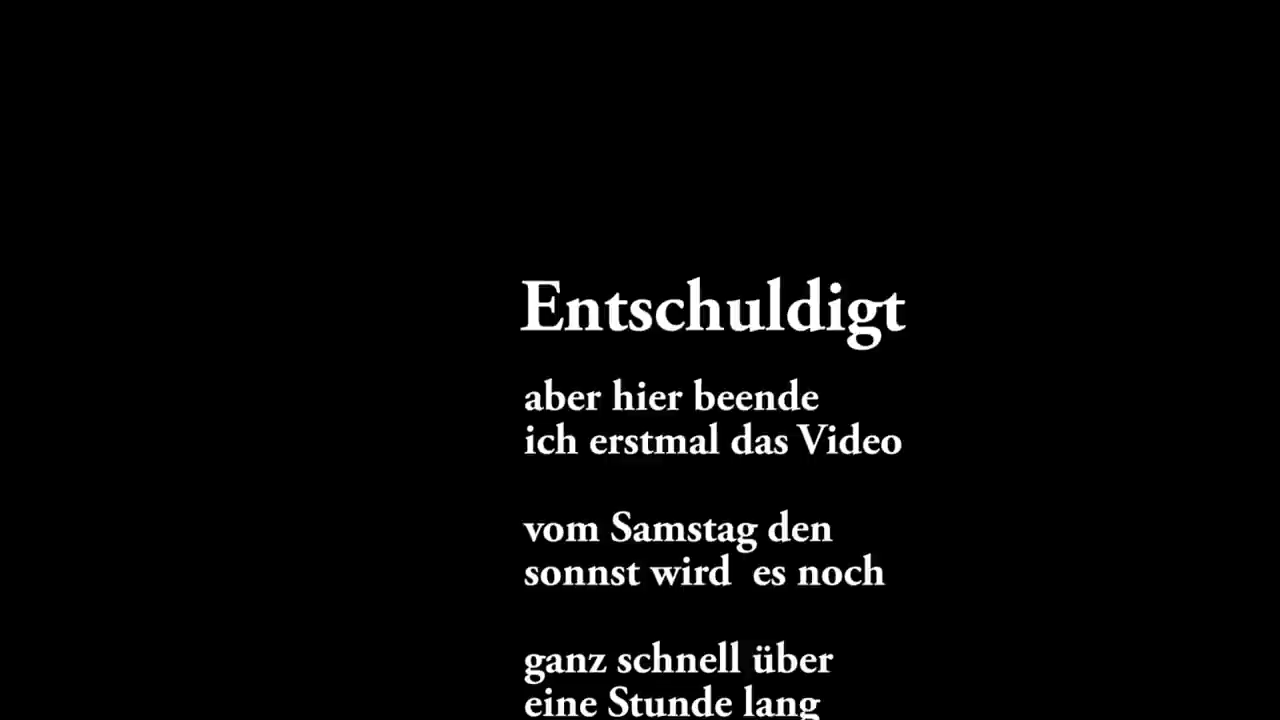 Entschuldigt
aber hier beende
ich erstmal das Video
vom Samstag den
sonnst wird  es noch
ganz schnell über
eine Stunde lang